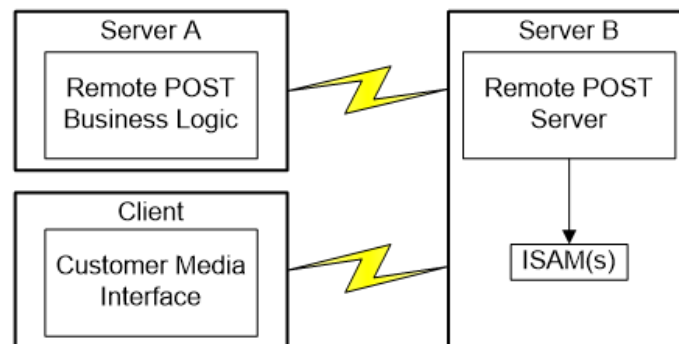 Server A
Remote POST
Business Logic
Client
Customer Media
Interface
Server B
Remote POST
Server
ISAM(s)